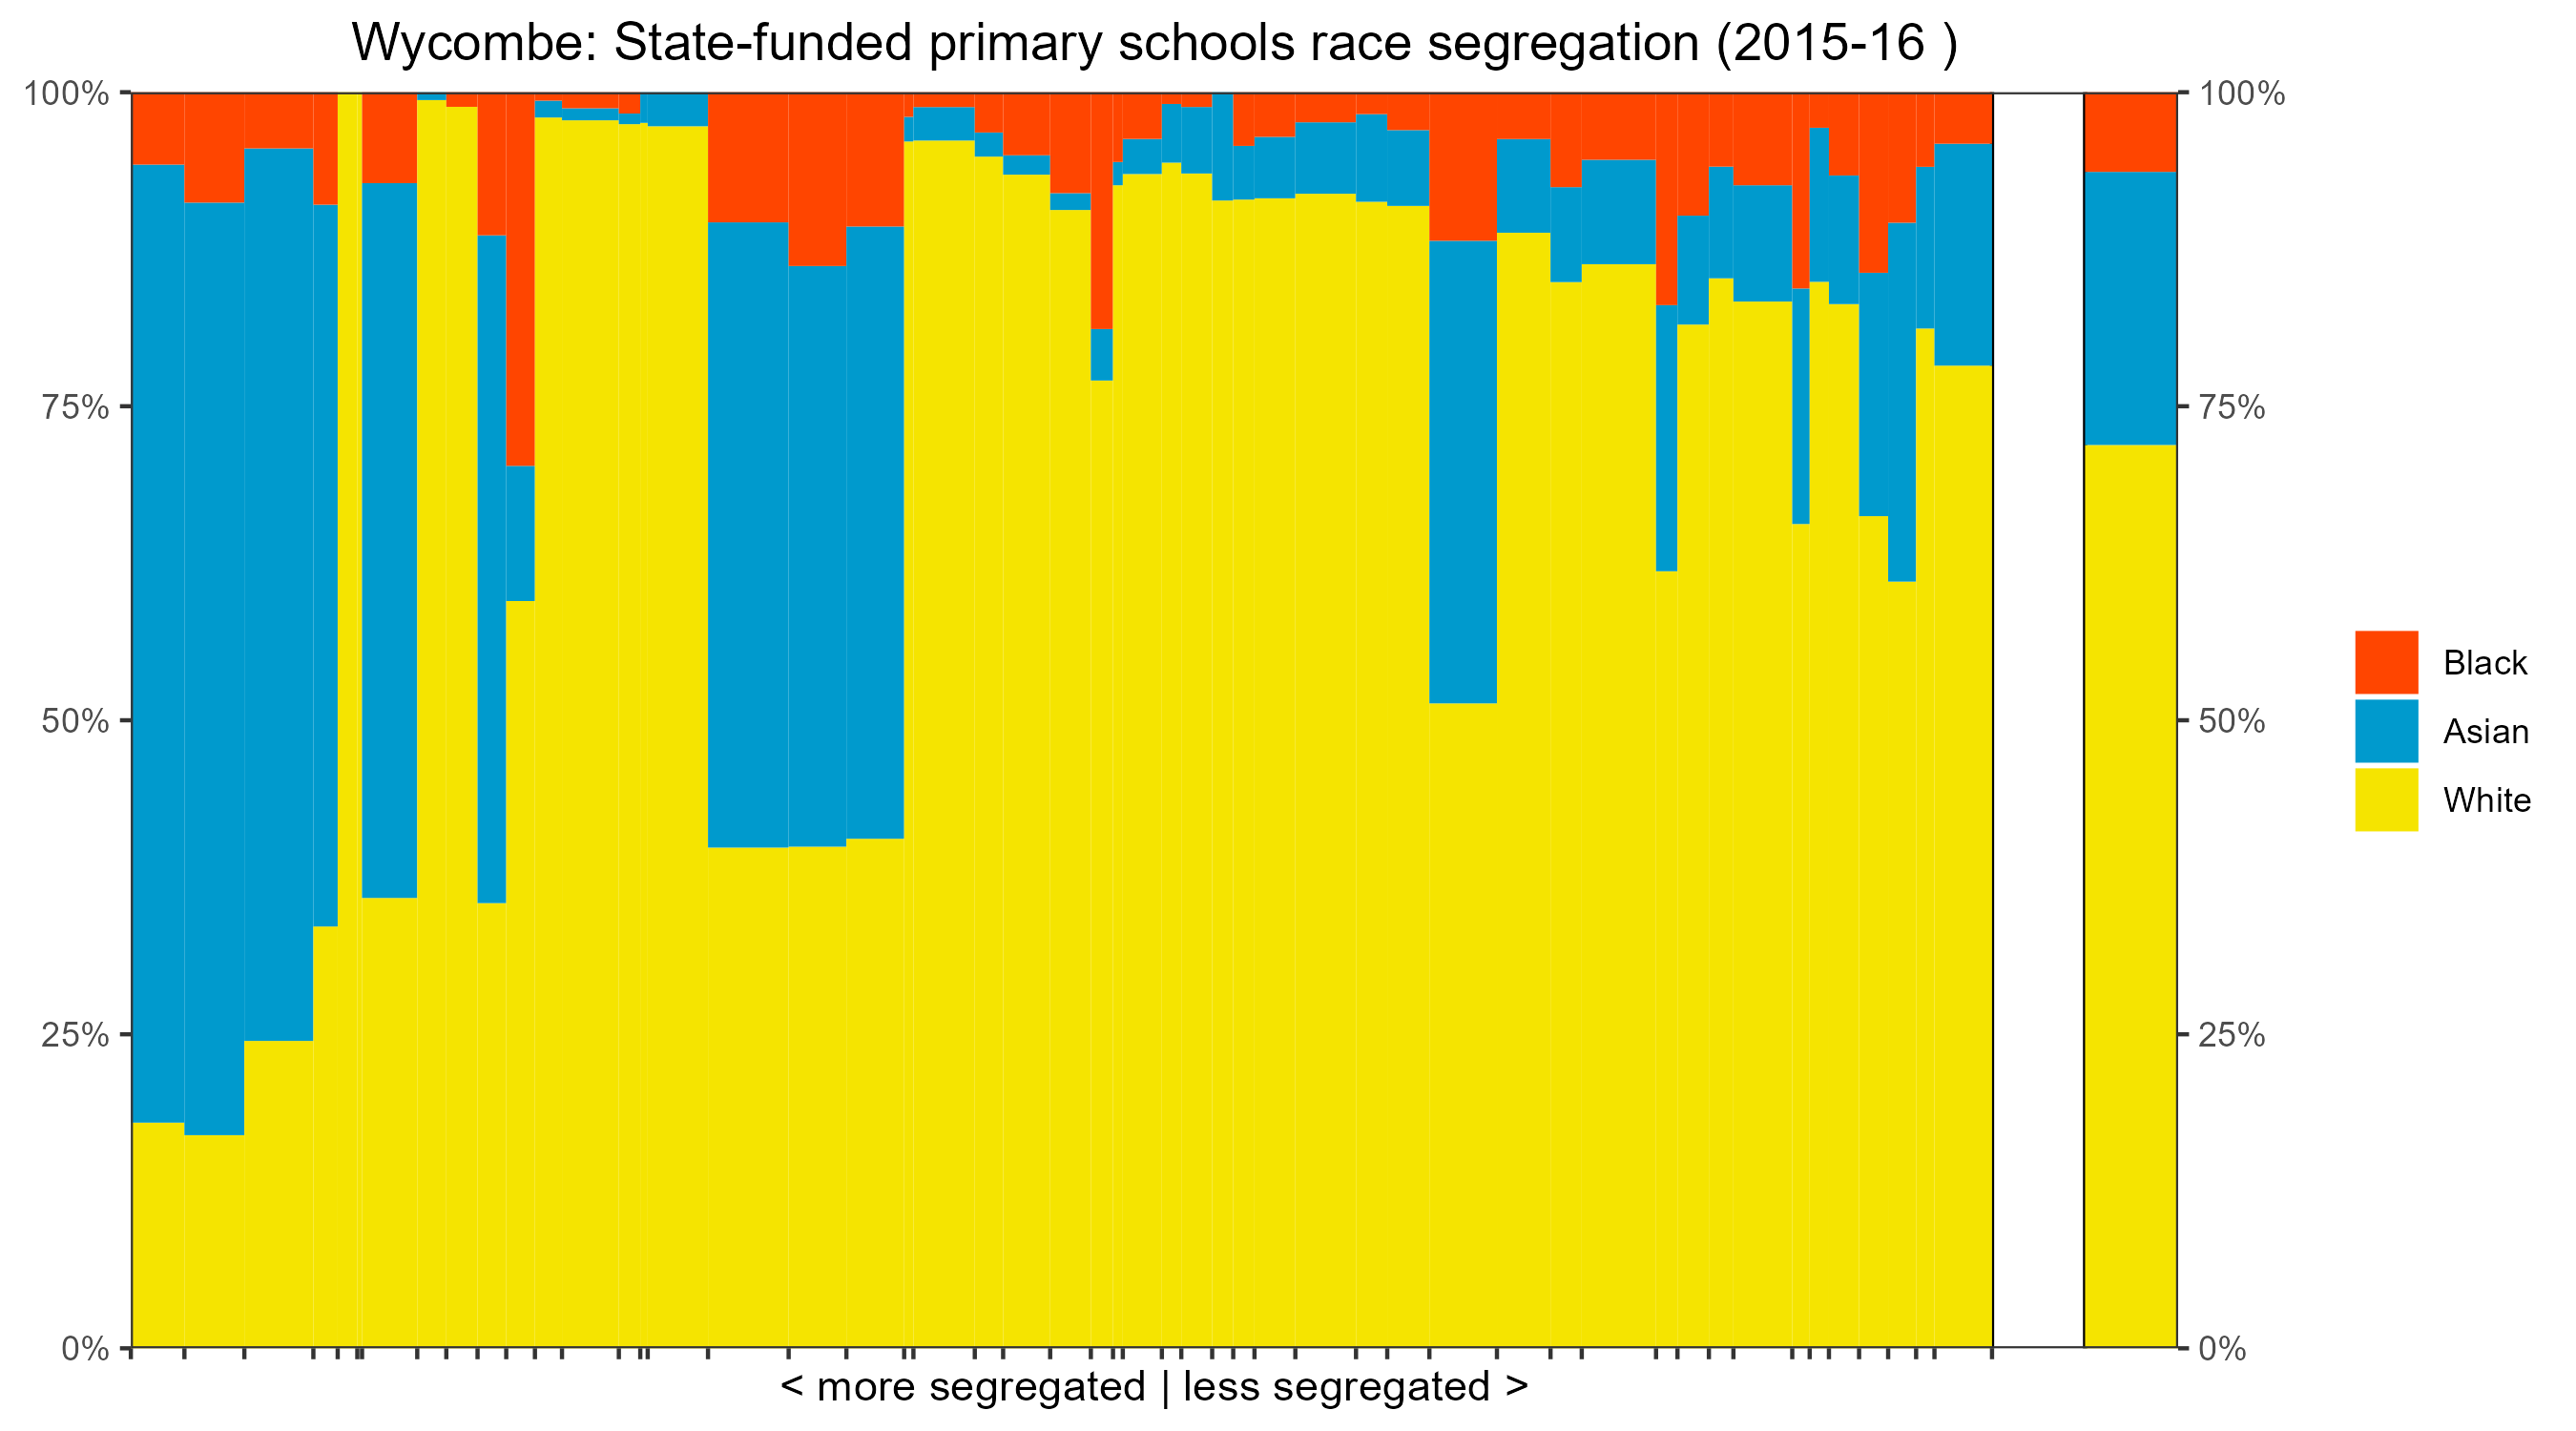 Wycombe: State-funded primary schools race segregation (2015-16 )
100%
75%
50%
25%
0%
100%
75%
50%
25%
0%
Black
Asian
White
< more segregated | less segregated >